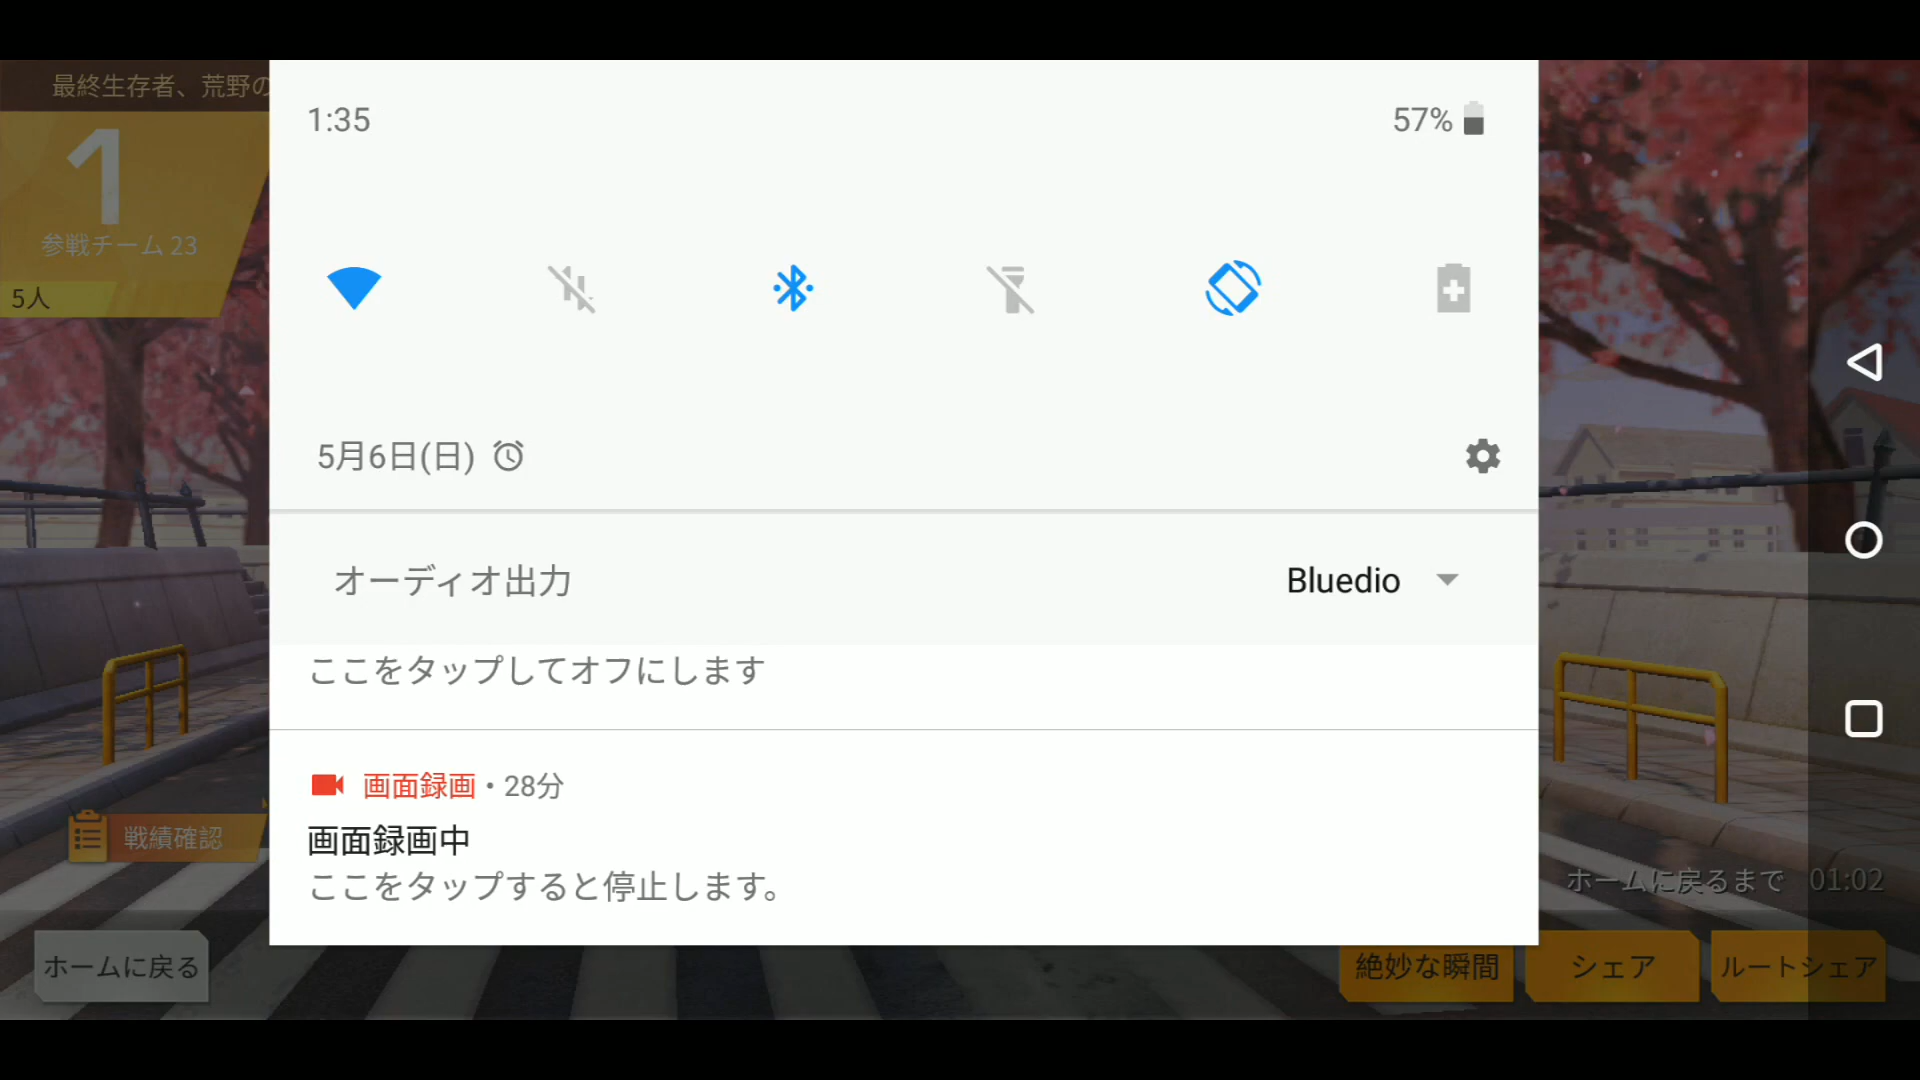 最終生存者、荒野の
1
参戦チーム 23
5人
1:35
57%
5月6日(日)
オーディオ出力
Bluedio
ここをタップしてオフにします
画面録画・28分
画面録画中
ここをタップすると停止します。
戦績確認
ホームに戻るまで 01:02
ホームに戻る
絶妙な瞬間
シェア
ルートシェア